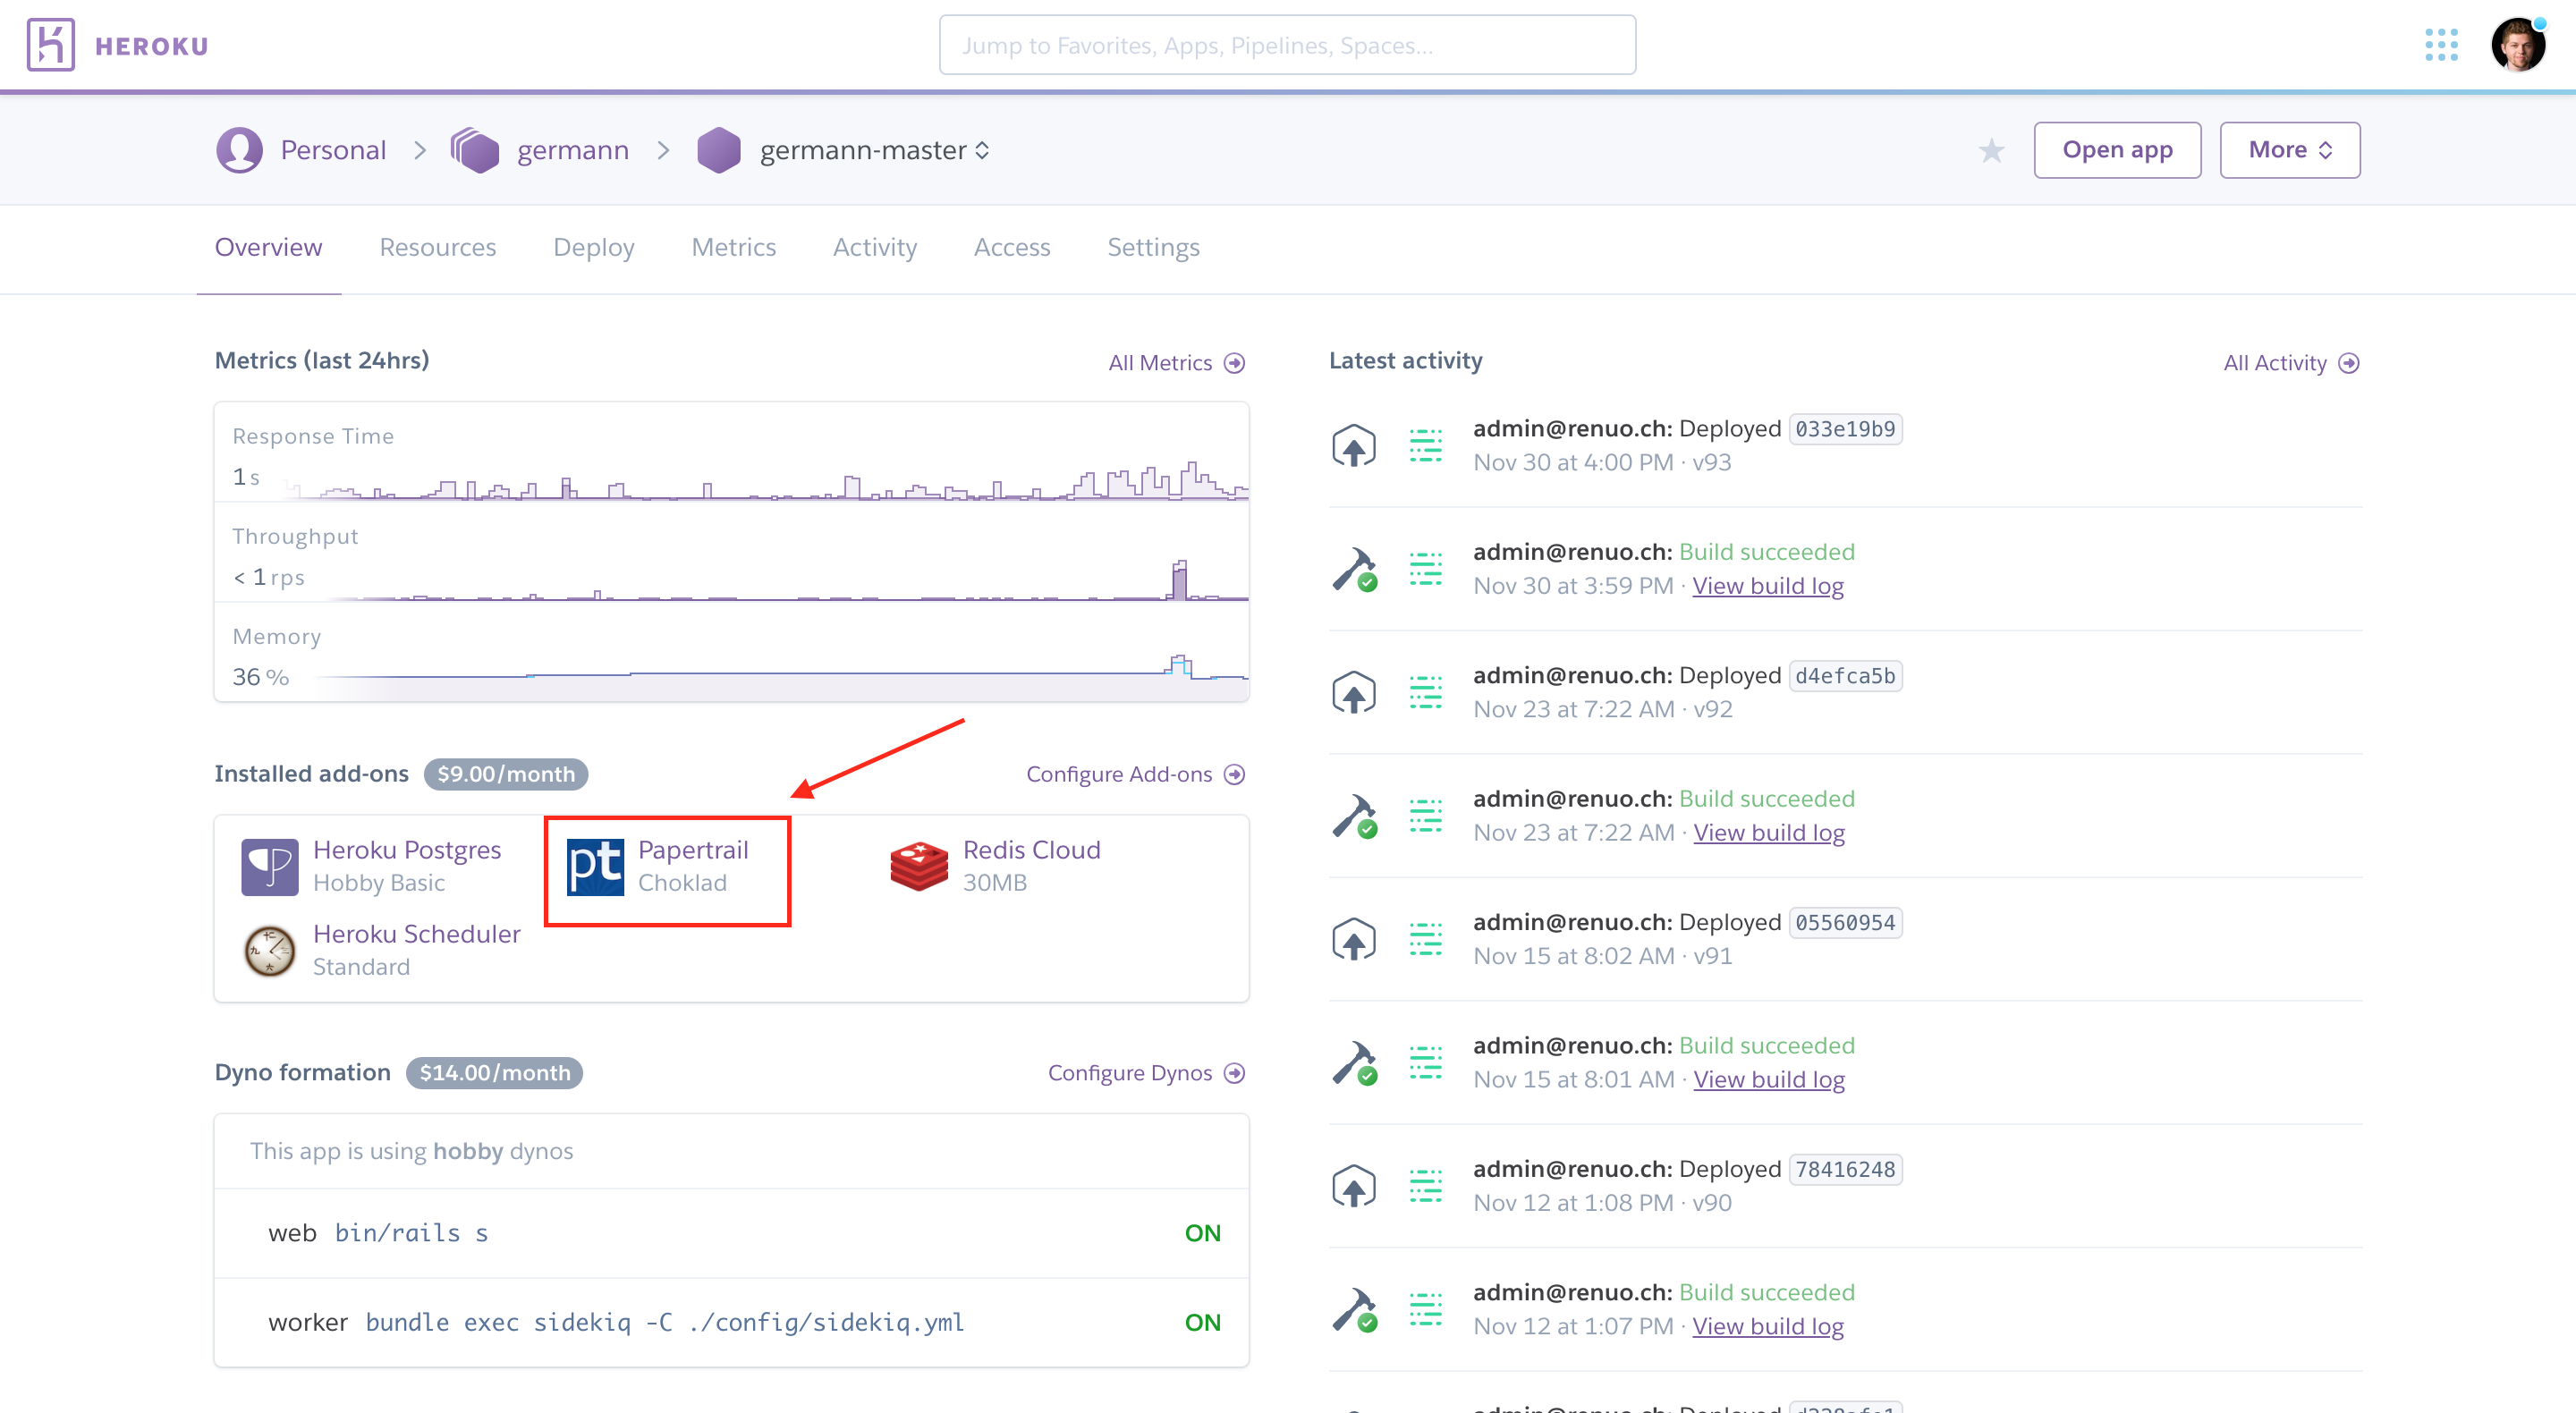 HEROKU
Jump to Favorites, Apps, Pipelines, Spaces...
Personal
germann
germann-master
Open app
More
Overview
Resources
Deploy
Metrics
Activity
Access
Settings
Metrics (last 24hrs)
All Metrics
Response Time
1 s
Throughput
< 1 rps
Memory
36 %
Installed add-ons
$9.00/month
Configure Add-ons
Heroku Postgres
Hobby Basic
pt
Papertrail
Choklad
Redis Cloud
30MB
Heroku Scheduler
Standard
Dyno formation
$14.00/month
Configure Dynos
This app is using hobby dynos
web bin/rails s
ON
worker bundle exec sidekiq -C ./config/sidekiq.yml
ON
Latest activity
All Activity
admin@renuo.ch: Deployed 033e19b9
Nov 30 at 4:00 PM · v93
admin@renuo.ch: Build succeeded
Nov 30 at 3:59 PM · View build log
admin@renuo.ch: Deployed d4efca5b
Nov 23 at 7:22 AM · v92
admin@renuo.ch: Build succeeded
Nov 23 at 7:22 AM · View build log
admin@renuo.ch: Deployed 05560954
Nov 15 at 8:02 AM · v91
admin@renuo.ch: Build succeeded
Nov 15 at 8:01 AM · View build log
admin@renuo.ch: Deployed 78416248
Nov 12 at 1:08 PM · v90
admin@renuo.ch: Build succeeded
Nov 12 at 1:07 PM · View build log
admin@renuo.ch: Deployed